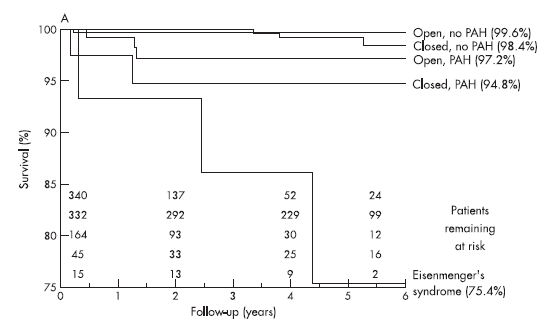 A
100
95
90
85
80
75
Survival (%)
Open, no PAH (99.6%)
Closed, no PAH (98.4%)
Open, PAH (97.2%)
Closed, PAH (94.8%)
340 137 52 24
332 292 229 99
164 93 30 12
45 33 25 16
15 13 9 2
Patients
remaining
at risk
Eisenmenger's
syndrome (75.4%)
0 1 2 3 4 5 6
Follow-up (years)